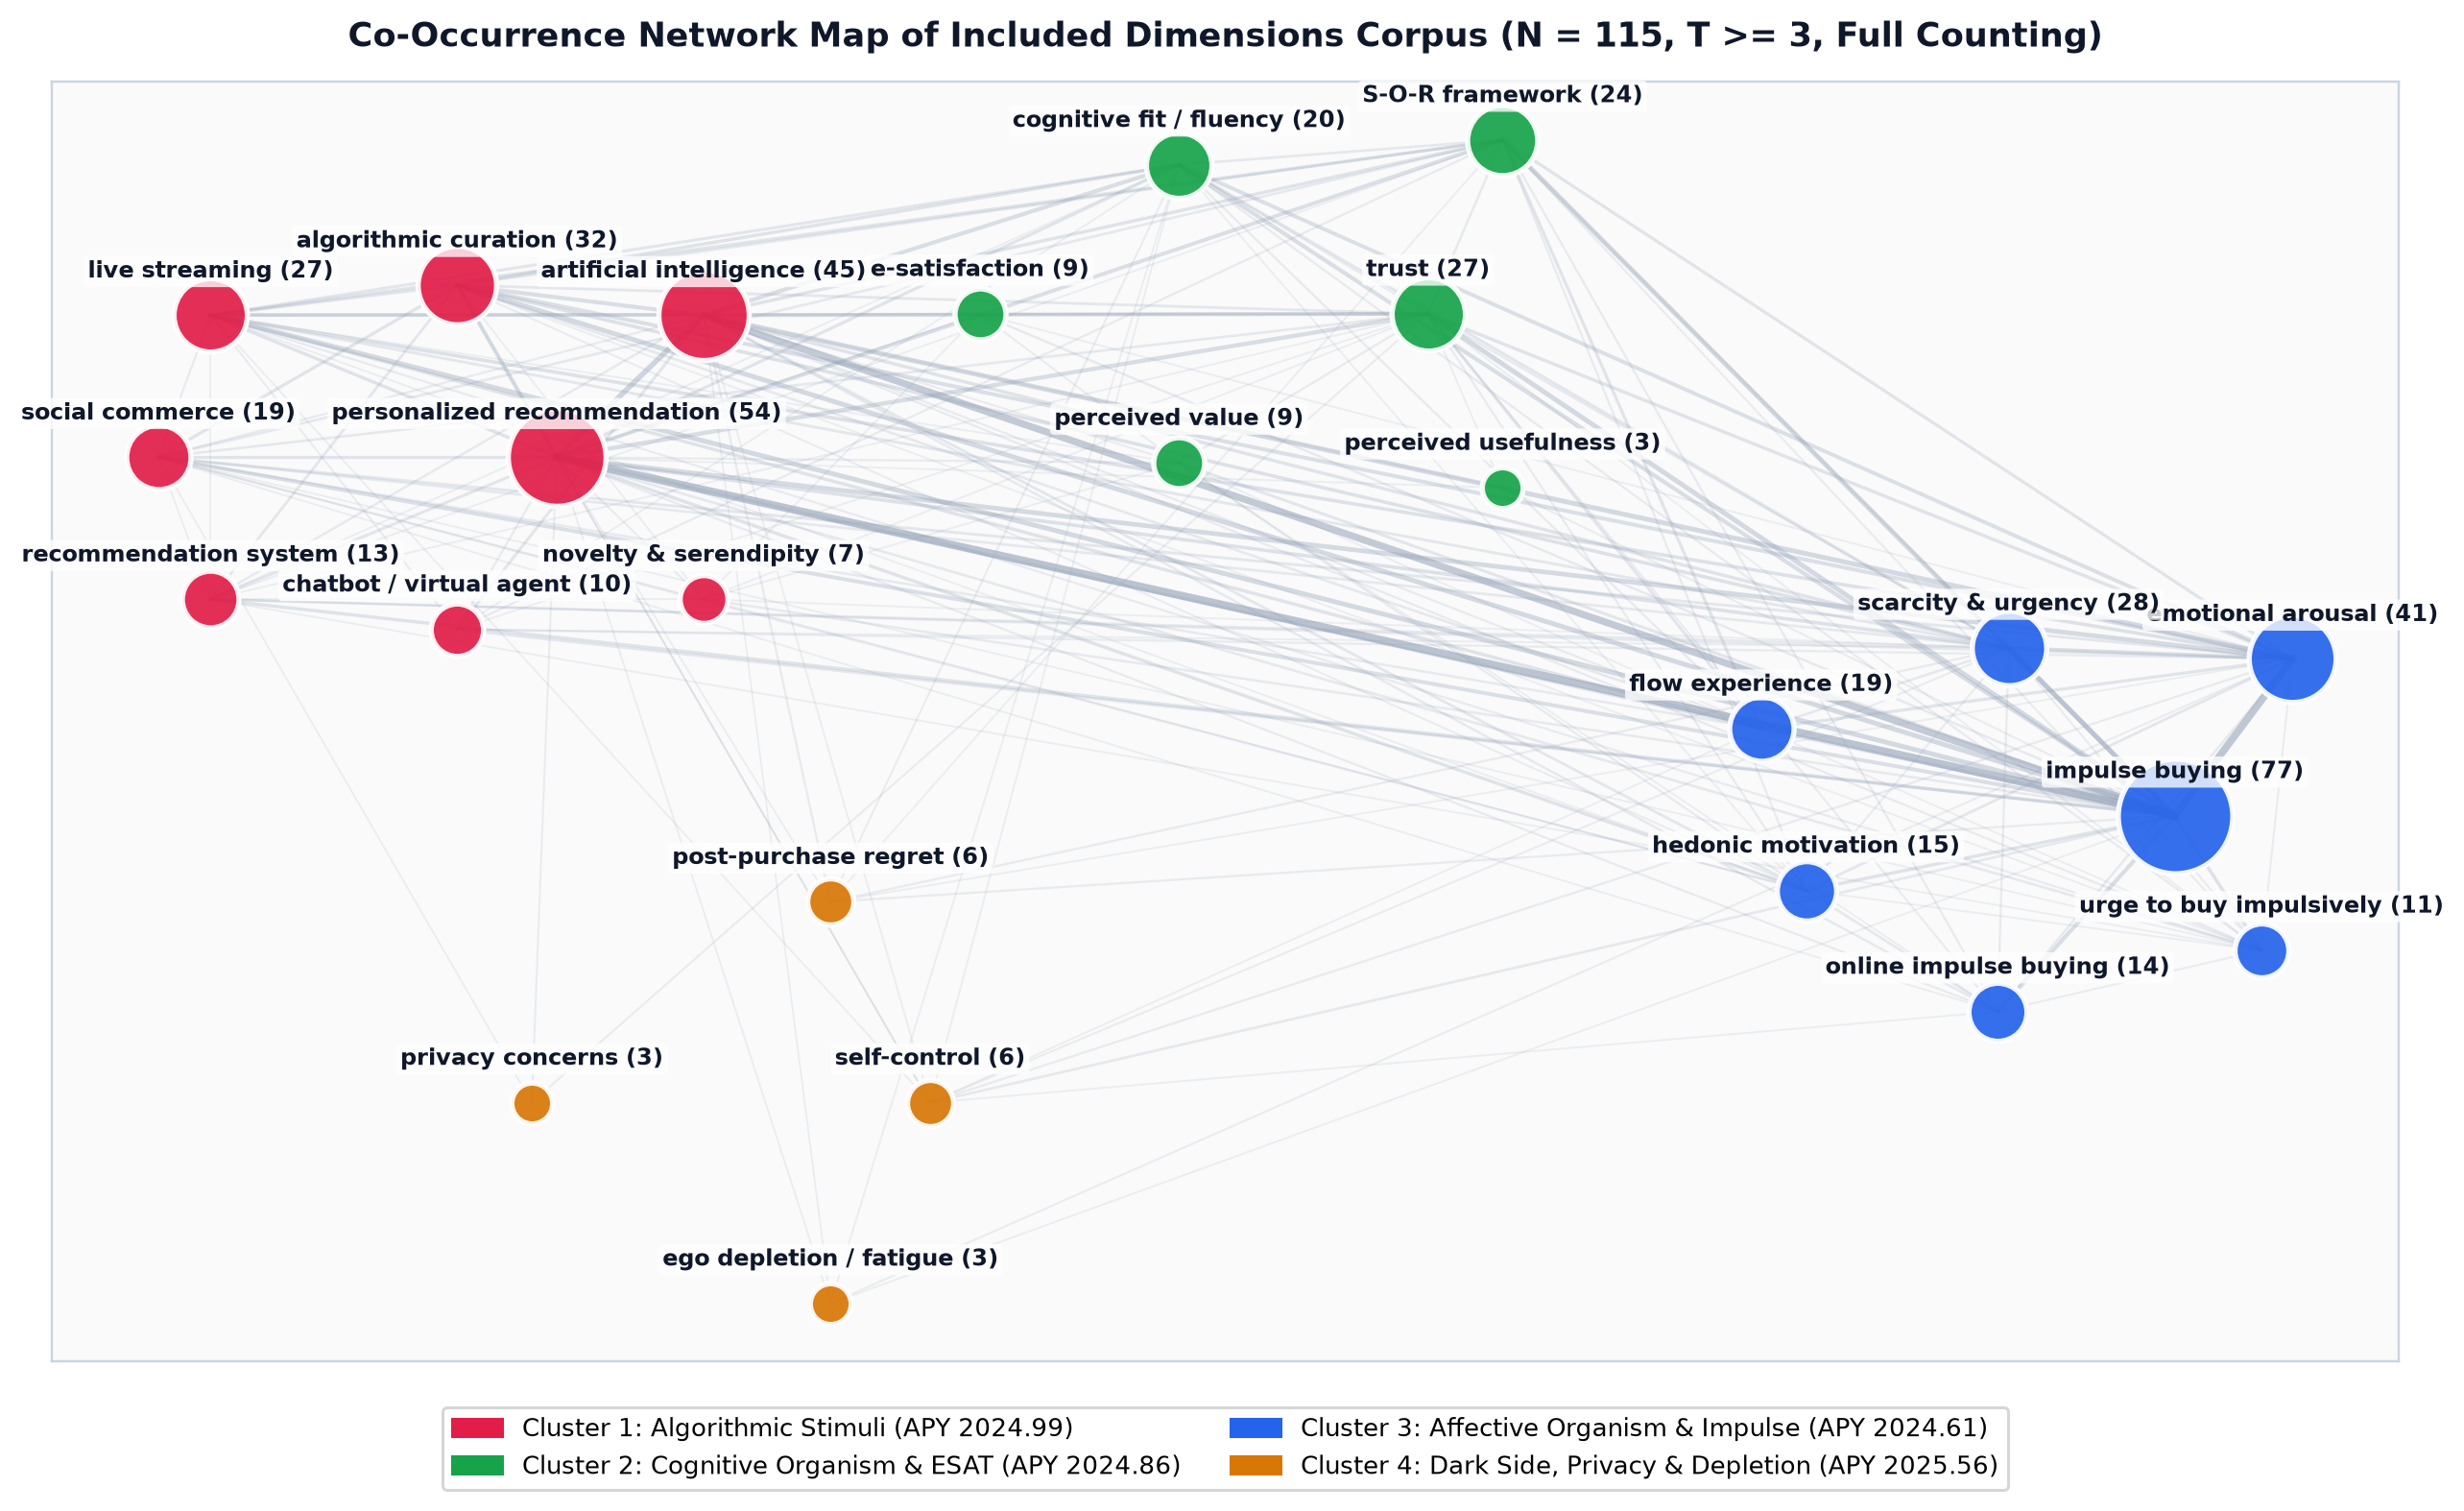 Co-Occurrence Network Map of Included Dimensions Corpus (N = 115, T >= 3, Full Counting)
S-O-R framework (24)
cognitive fit / fluency (20)
algorithmic curation (32)
live streaming (27)
artificial intelligence (45)
e-satisfaction (9)
trust (27)
social commerce (19)
personalized recommendation (54)
perceived value (9)
perceived usefulness (3)
recommendation system (13)
novelty & serendipity (7)
chatbot / virtual agent (10)
scarcity & urgency (28)
emotional arousal (41)
flow experience (19)
impulse buying (77)
hedonic motivation (15)
post-purchase regret (6)
urge to buy impulsively (11)
online impulse buying (14)
privacy concerns (3)
self-control (6)
ego depletion / fatigue (3)
Cluster 1: Algorithmic Stimuli (APY 2024.99)
Cluster 2: Cognitive Organism & ESAT (APY 2024.86)
Cluster 3: Affective Organism & Impulse (APY 2024.61)
Cluster 4: Dark Side, Privacy & Depletion (APY 2025.56)